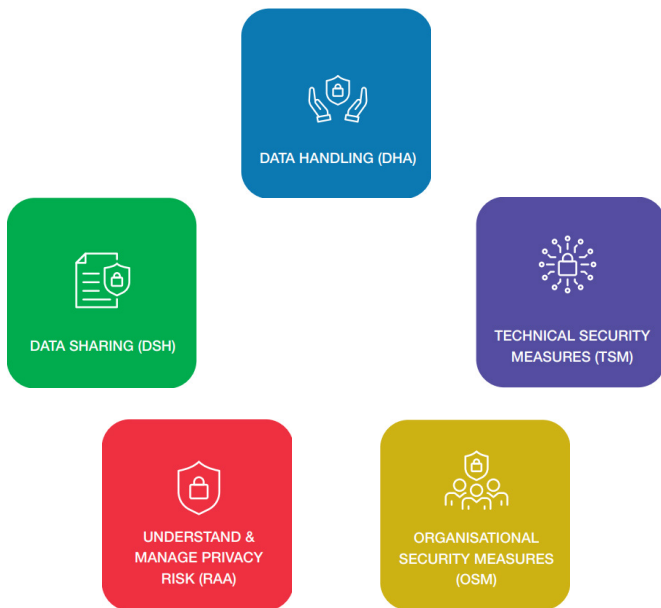 DATA HANDLING (DHA)
DATA SHARING (DSH)
TECHNICAL SECURITY
MEASURES (TSM)
UNDERSTAND &
MANAGE PRIVACY
RISK (RAA)
ORGANISATIONAL
SECURITY MEASURES
(OSM)